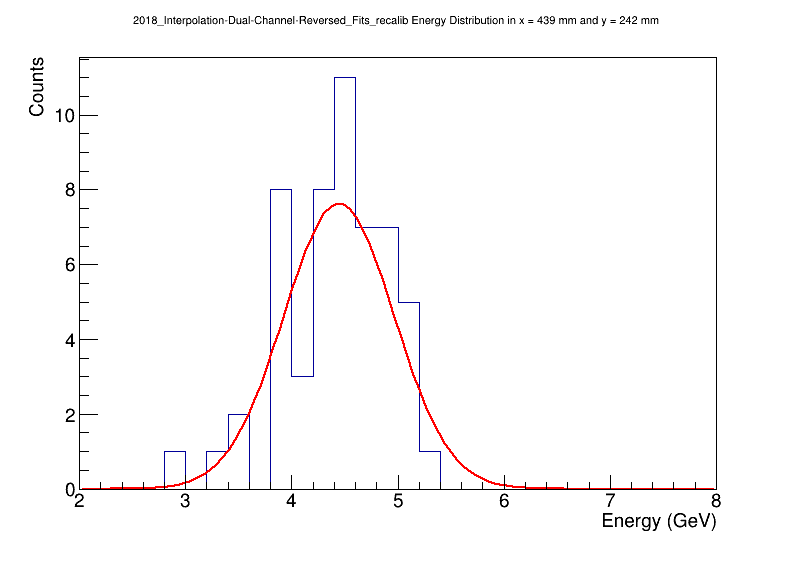 2018_Interpolation-Dual-Channel-Reversed_Fits_recalib Energy Distribution in x = 439 mm and y = 242 mm
Counts
10
8
6
4
2
0
2 3 4 5 6 7 8
Energy (GeV)